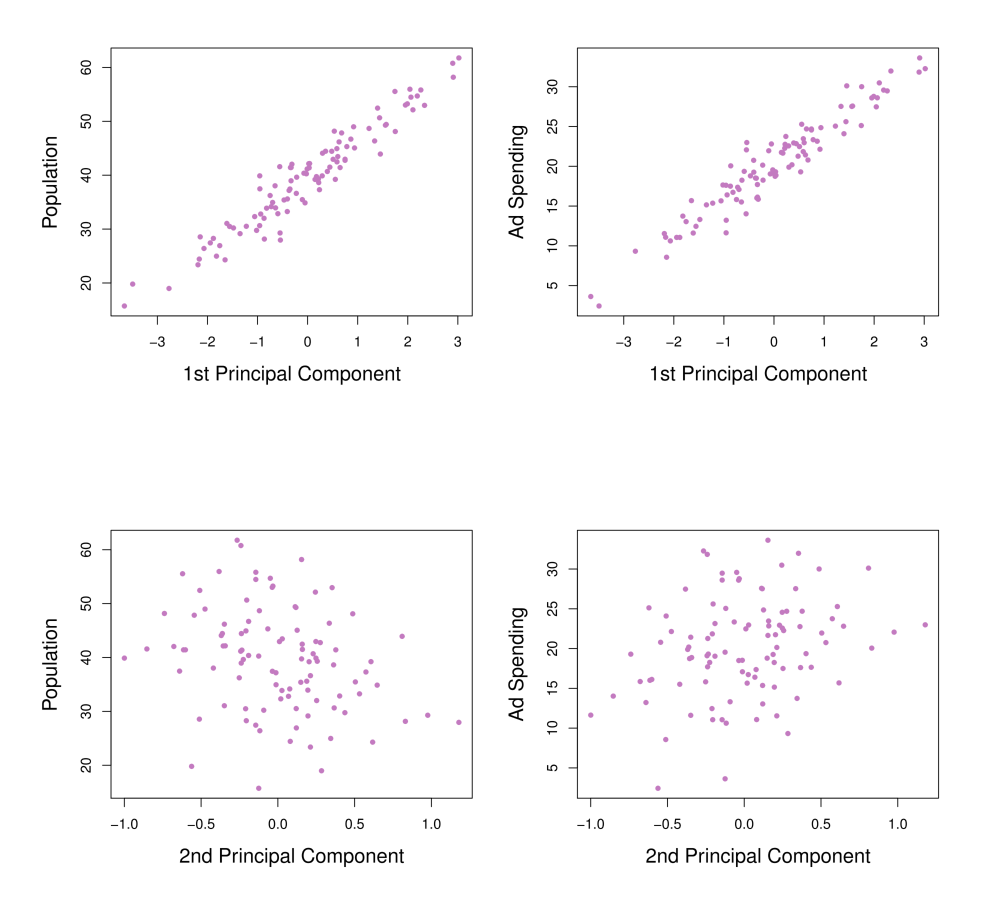 Population
20 30 40 50 60
−3 −2 −1 0 1 2 3
1st Principal Component
Ad Spending
5 10 15 20 25 30
−3 −2 −1 0 1 2 3
1st Principal Component
Population
20 30 40 50 60
−1.0 −0.5 0.0 0.5 1.0
2nd Principal Component
Ad Spending
5 10 15 20 25 30
−1.0 −0.5 0.0 0.5 1.0
2nd Principal Component